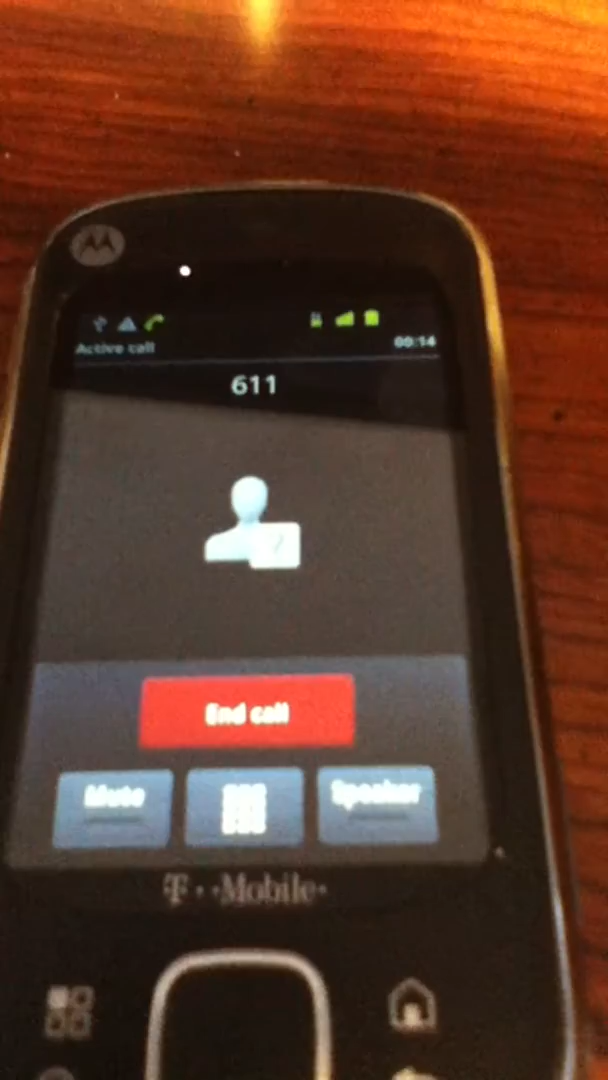 Active call 00:14
611
End call
Mute Speaker
T··Mobile·